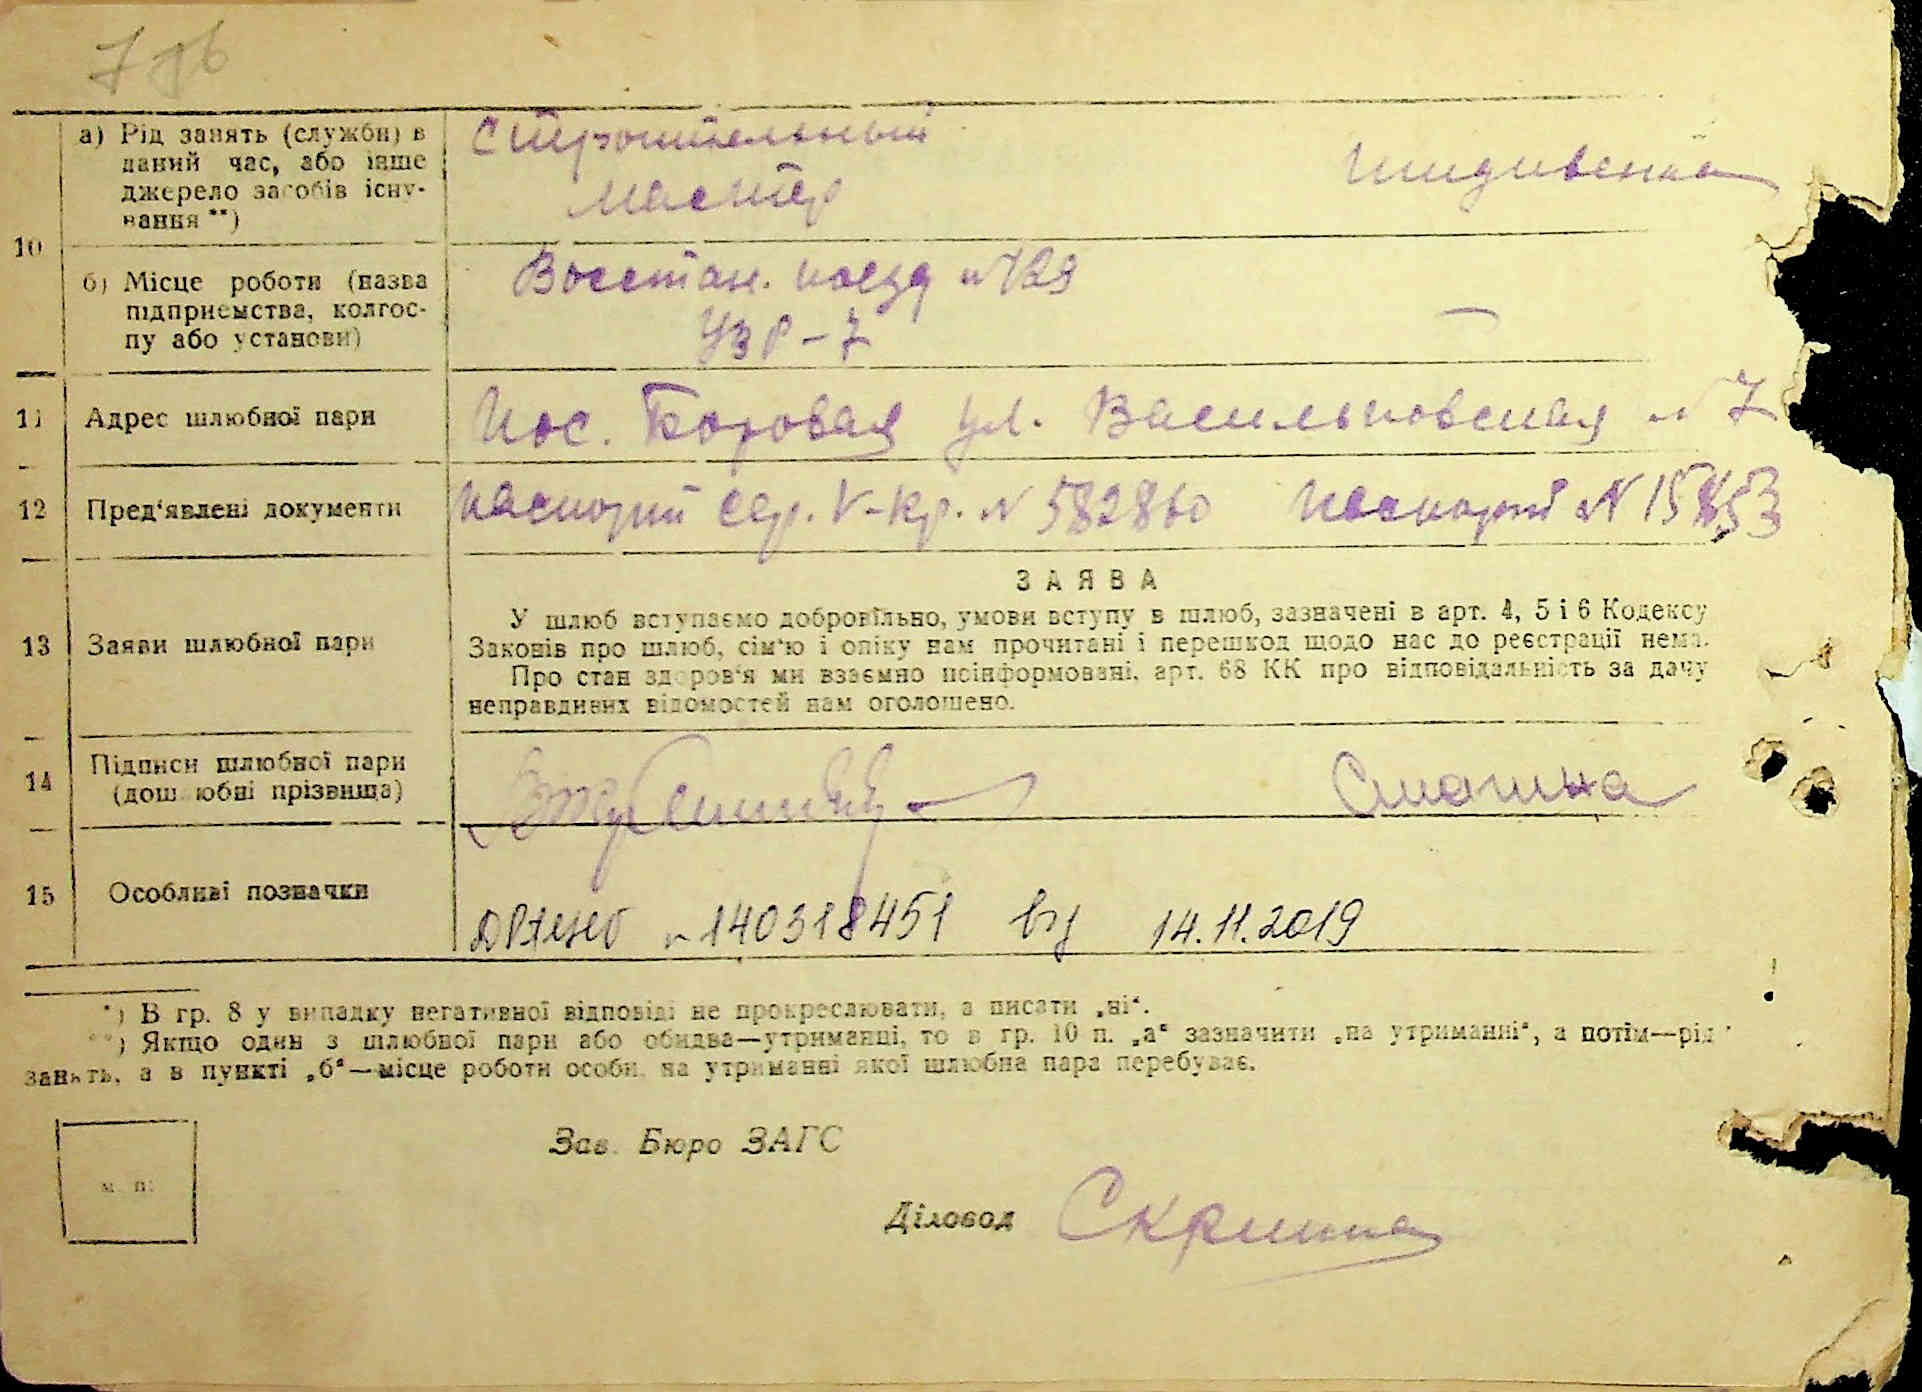 а) Рід занять (служби) в
даний час, або інше
джерело засобів існу-
вання **)
Строительный
мастер
Иждивенка
10
б) Місце роботи (назва
підприємства, колгос-
пу або установи)
Восстан. поезд №
УЗР-7
11 Адрес шлюбної пари
Пос. Боровая ул. Васильковская № 7
12 Пред‘явлені документи
Паспорт сер. V-Кр. № 582860 Паспорт №
13 Заяви шлюбної пари
ЗАЯВА
У шлюб вступаємо добровільно, умови вступу в шлюб, зазначені в арт. 4, 5 і 6 Кодексу
Законів про шлюб, сім‘ю і опіку нам прочитані і перешкод щодо нас до реєстрації нема.
Про стан здоров‘я ми взаємно поінформовані, арт. 68 КК про відповідальність за дачу
неправдивих відомостей нам оголошено.
14 Підписи шлюбної пари
(дошлюбні прізвища)
15 Особливі позначки
№ 140318451 від 14.11.2019
*) В гр. 8 у випадку негативної відповіді не прокреслювати, а писати „ні“.
**) Якщо один з шлюбної пари або обидва—утриманці, то в гр. 10 п. „а“ зазначити „на утриманні“, а потім—рід
занять, а в пункті „б“—місце роботи особи, на утриманні якої шлюбна пара перебуває.
м. п.
Зав. Бюро ЗАГС
Діловод